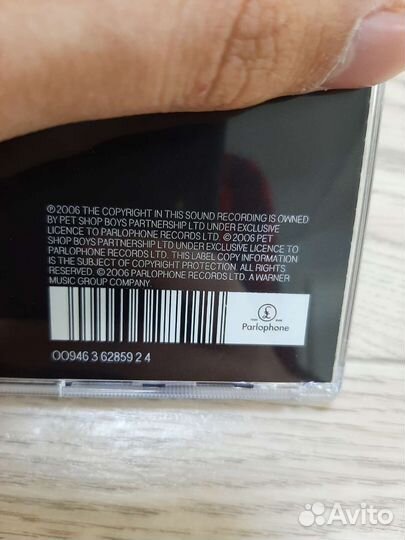 ℗2006 THE COPYRIGHT IN THIS SOUND RECORDING IS OWNED
BY PET SHOP BOYS PARTNERSHIP LTD UNDER EXCLUSIVE
LICENCE TO PARLOPHONE RECORDS LTD. ©2006 PET
SHOP BOYS PARTNERSHIP LTD UNDER EXCLUSIVE LICENCE TO
PARLOPHONE RECORDS LTD. THIS LABEL COPY INFORMATION
IS THE SUBJECT OF COPYRIGHT PROTECTION. ALL RIGHTS
RESERVED. ©2006 PARLOPHONE RECORDS LTD. A WARNER
MUSIC GROUP COMPANY.
Parlophone
00946 3 62859 2 4
Avito